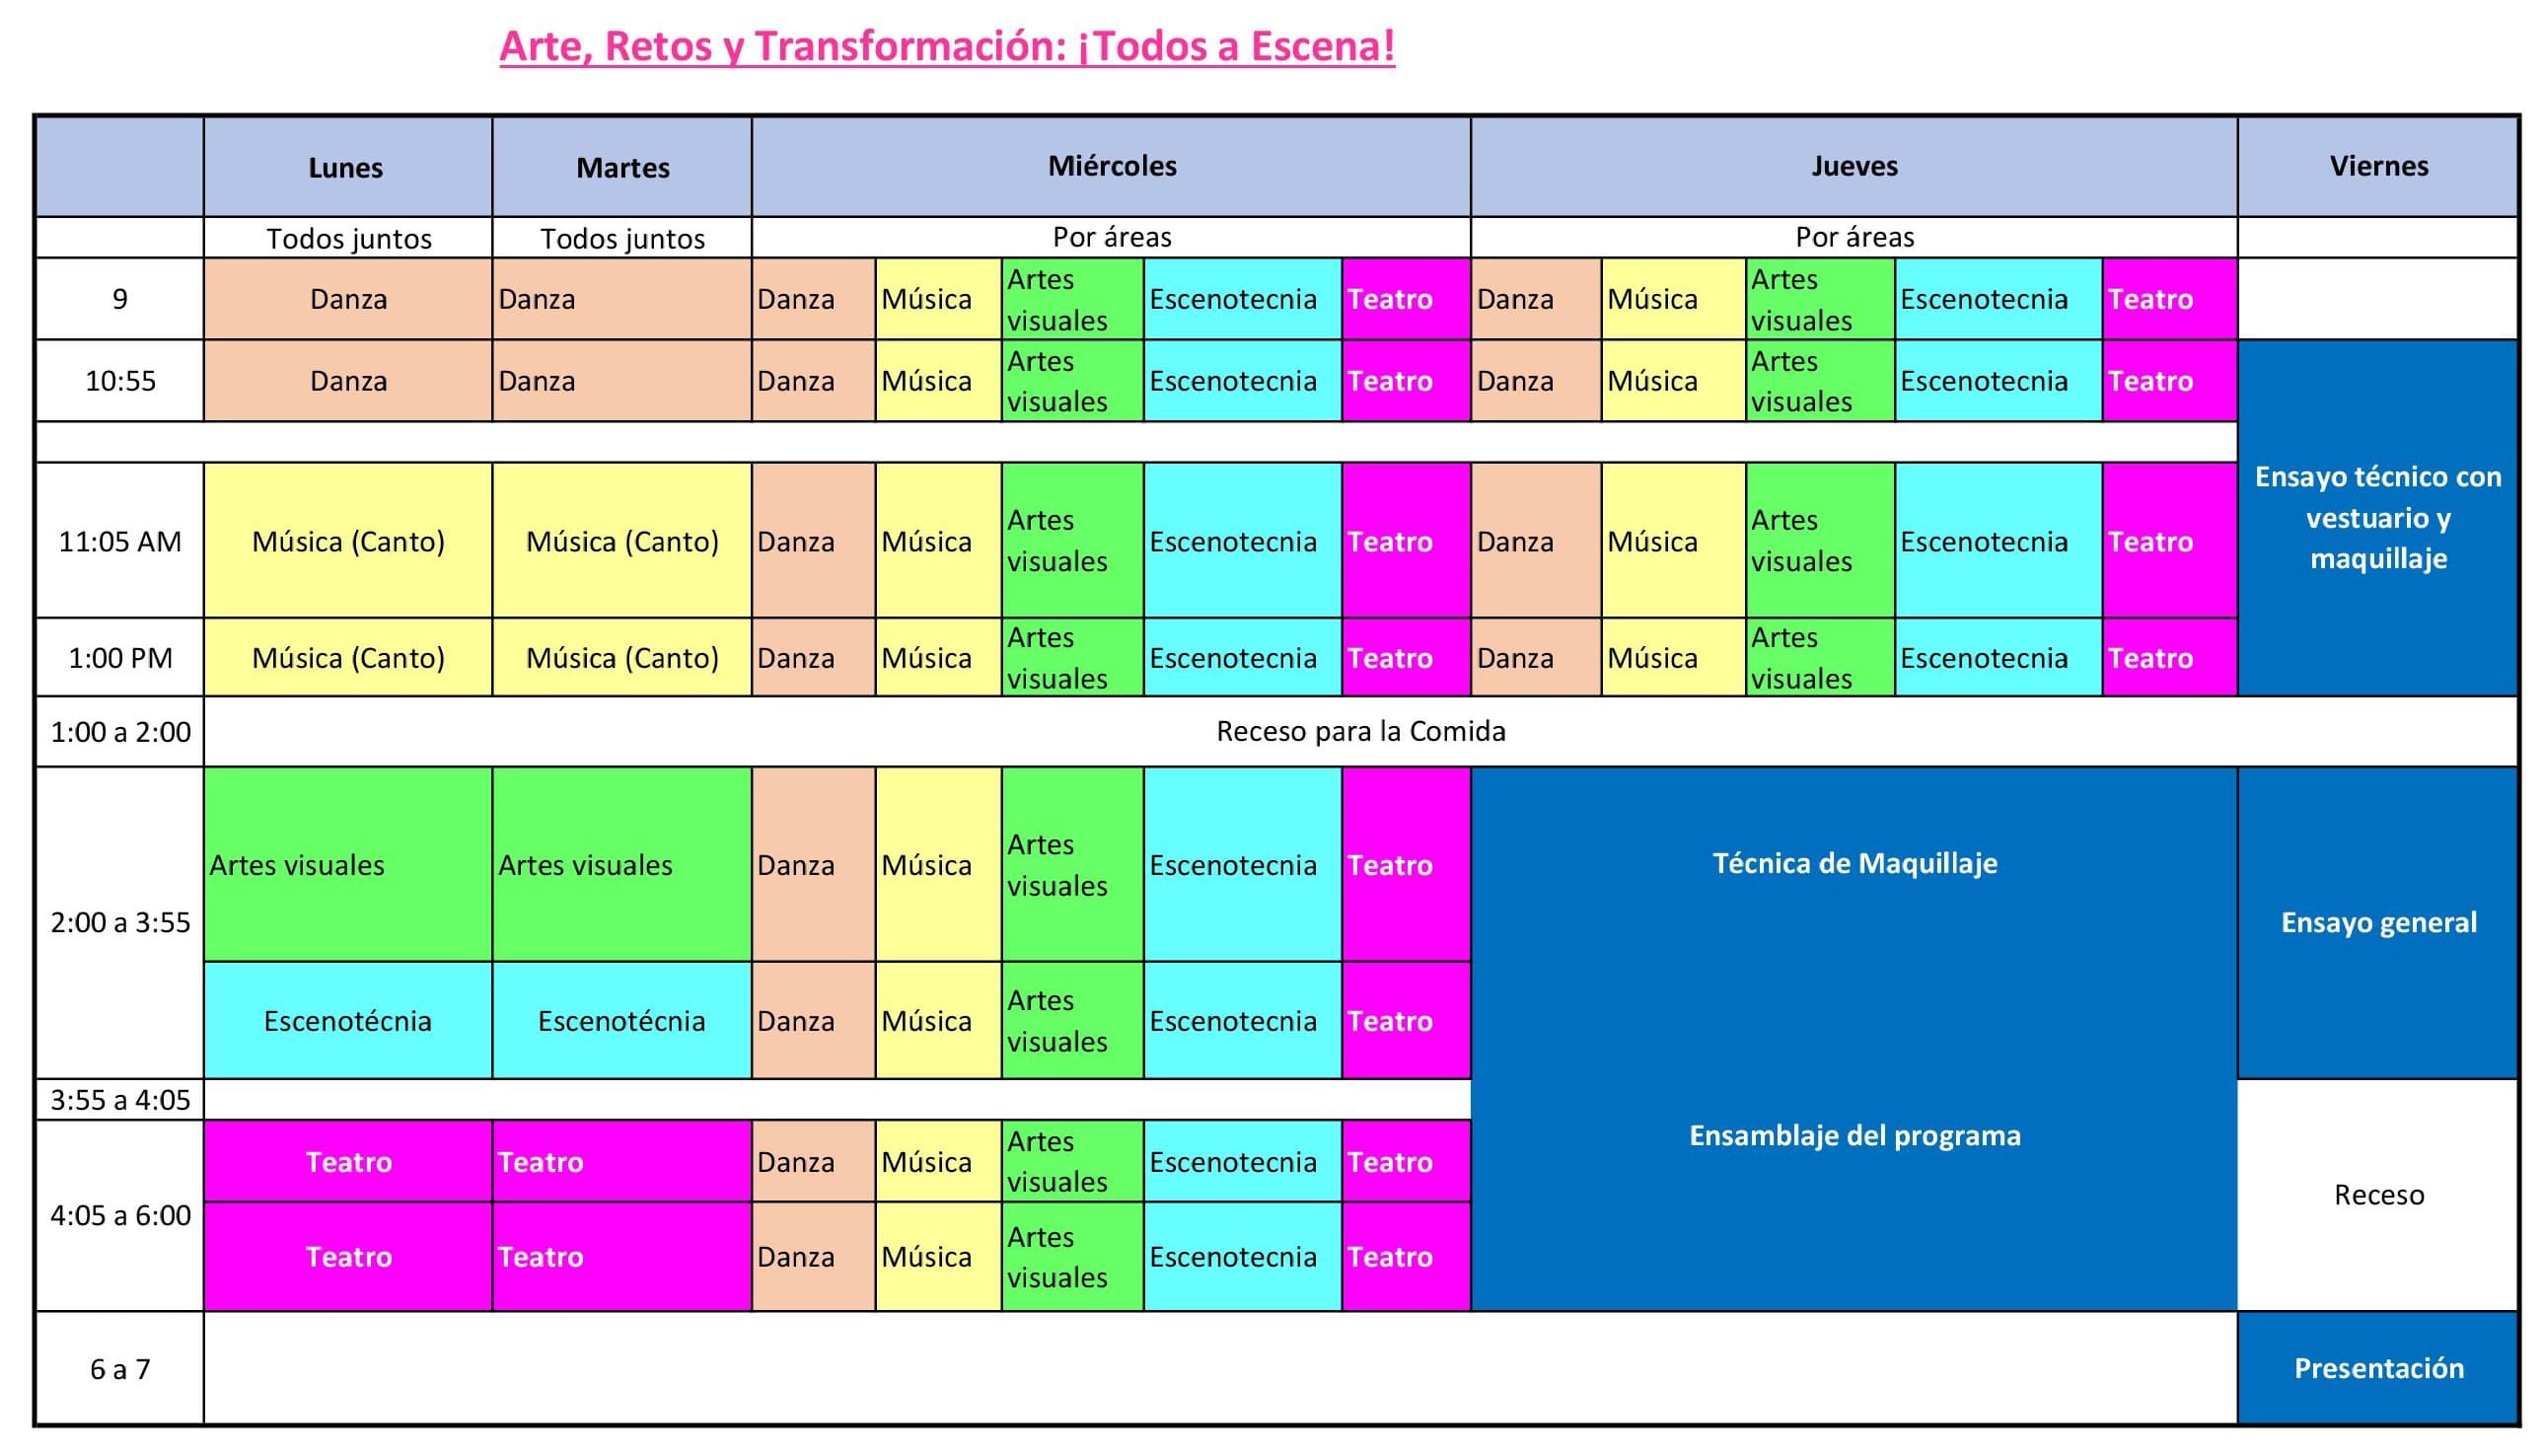 Arte, Retos y Transformación: ¡Todos a Escena!
Lunes Martes Miércoles Jueves Viernes
Todos juntos Todos juntos Por áreas Por áreas
9 Danza Danza Danza Música Artes visuales Escenotecnia Teatro Danza Música Artes visuales Escenotecnia Teatro
10:55 Danza Danza Danza Música Artes visuales Escenotecnia Teatro Danza Música Artes visuales Escenotecnia Teatro
Ensayo técnico con
vestuario y
maquillaje
11:05 AM Música (Canto) Música (Canto) Danza Música Artes visuales Escenotecnia Teatro Danza Música Artes visuales Escenotecnia Teatro
1:00 PM Música (Canto) Música (Canto) Danza Música Artes visuales Escenotecnia Teatro Danza Música Artes visuales Escenotecnia Teatro
1:00 a 2:00 Receso para la Comida
2:00 a 3:55 Artes visuales Artes visuales Danza Música Artes visuales Escenotecnia Teatro Técnica de Maquillaje Ensayo general
Escenotécnia Escenotécnia Danza Música Artes visuales Escenotecnia Teatro
3:55 a 4:05
Ensamblaje del programa
4:05 a 6:00 Teatro Teatro Danza Música Artes visuales Escenotecnia Teatro Receso
Teatro Teatro Danza Música Artes visuales Escenotecnia Teatro
6 a 7 Presentación